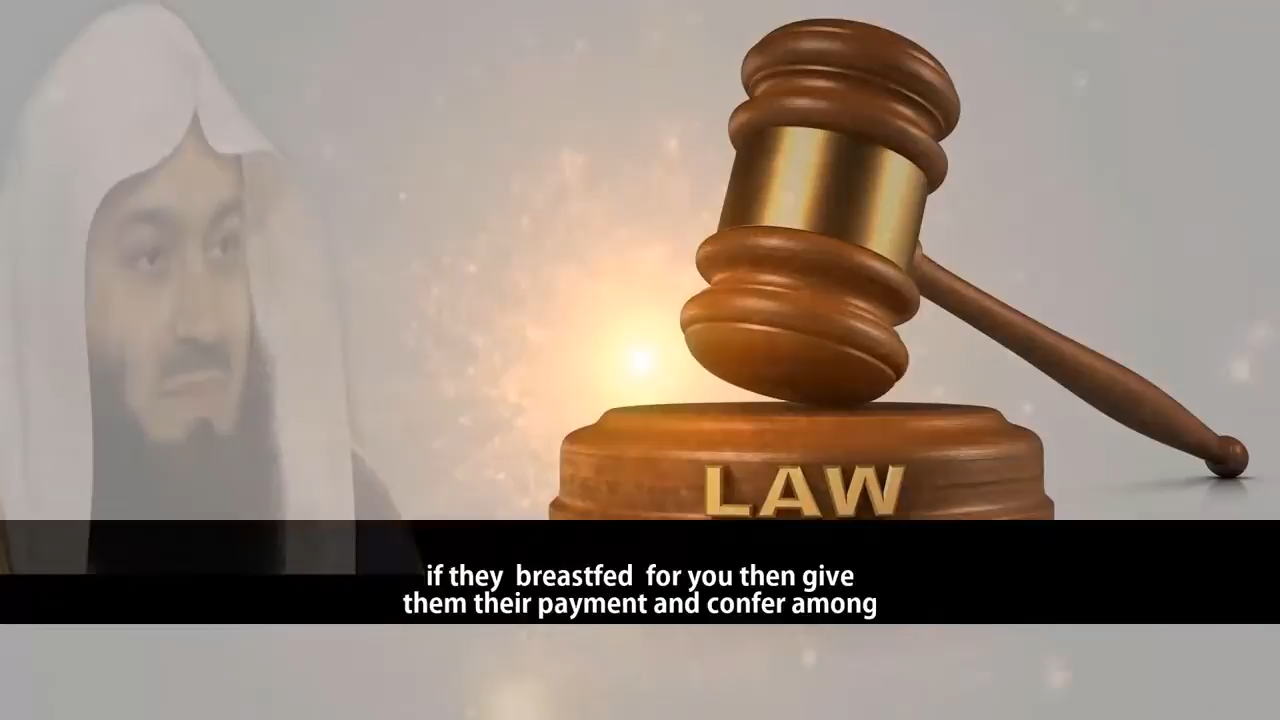 LAW
if they breastfed for you then give
them their payment and confer among